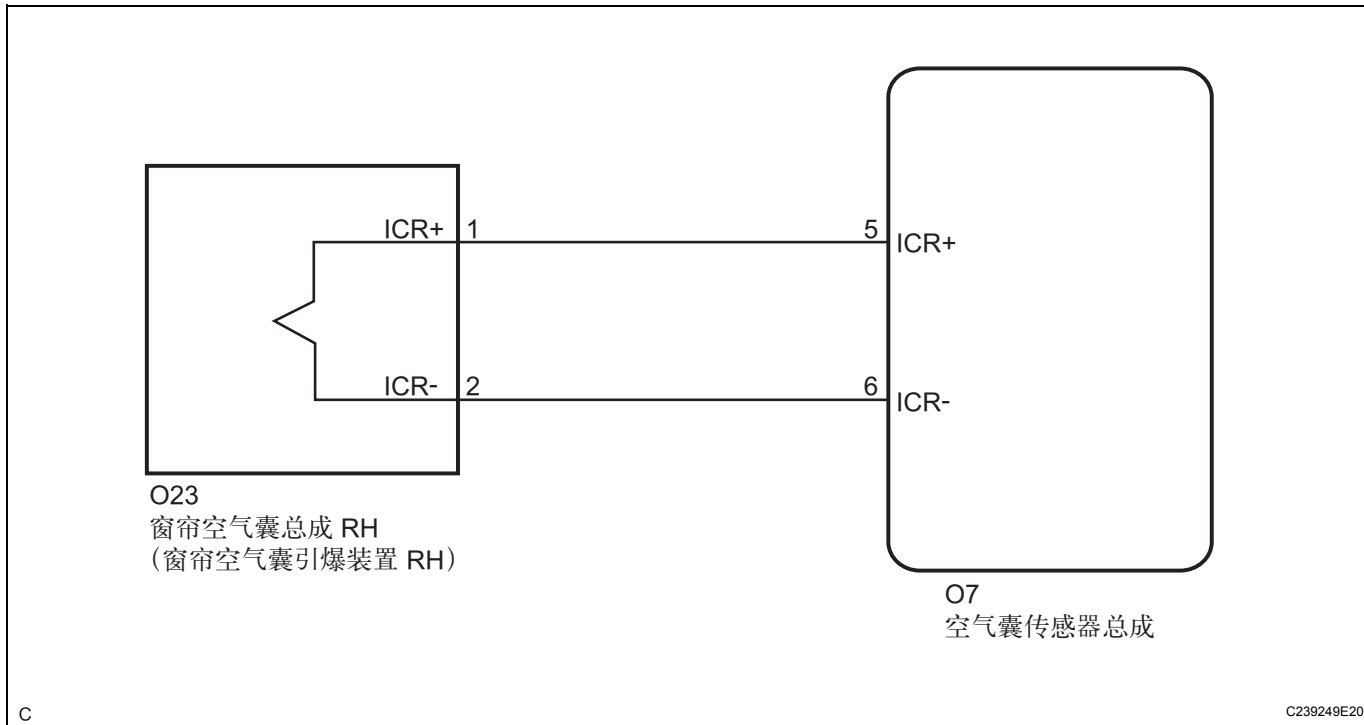 ICR+ 1
5 ICR+
ICR- 2
6 ICR-
O23
窗帘空气囊总成 RH
（窗帘空气囊引爆装置 RH）
O7
空气囊传感器总成
C
C239249E20